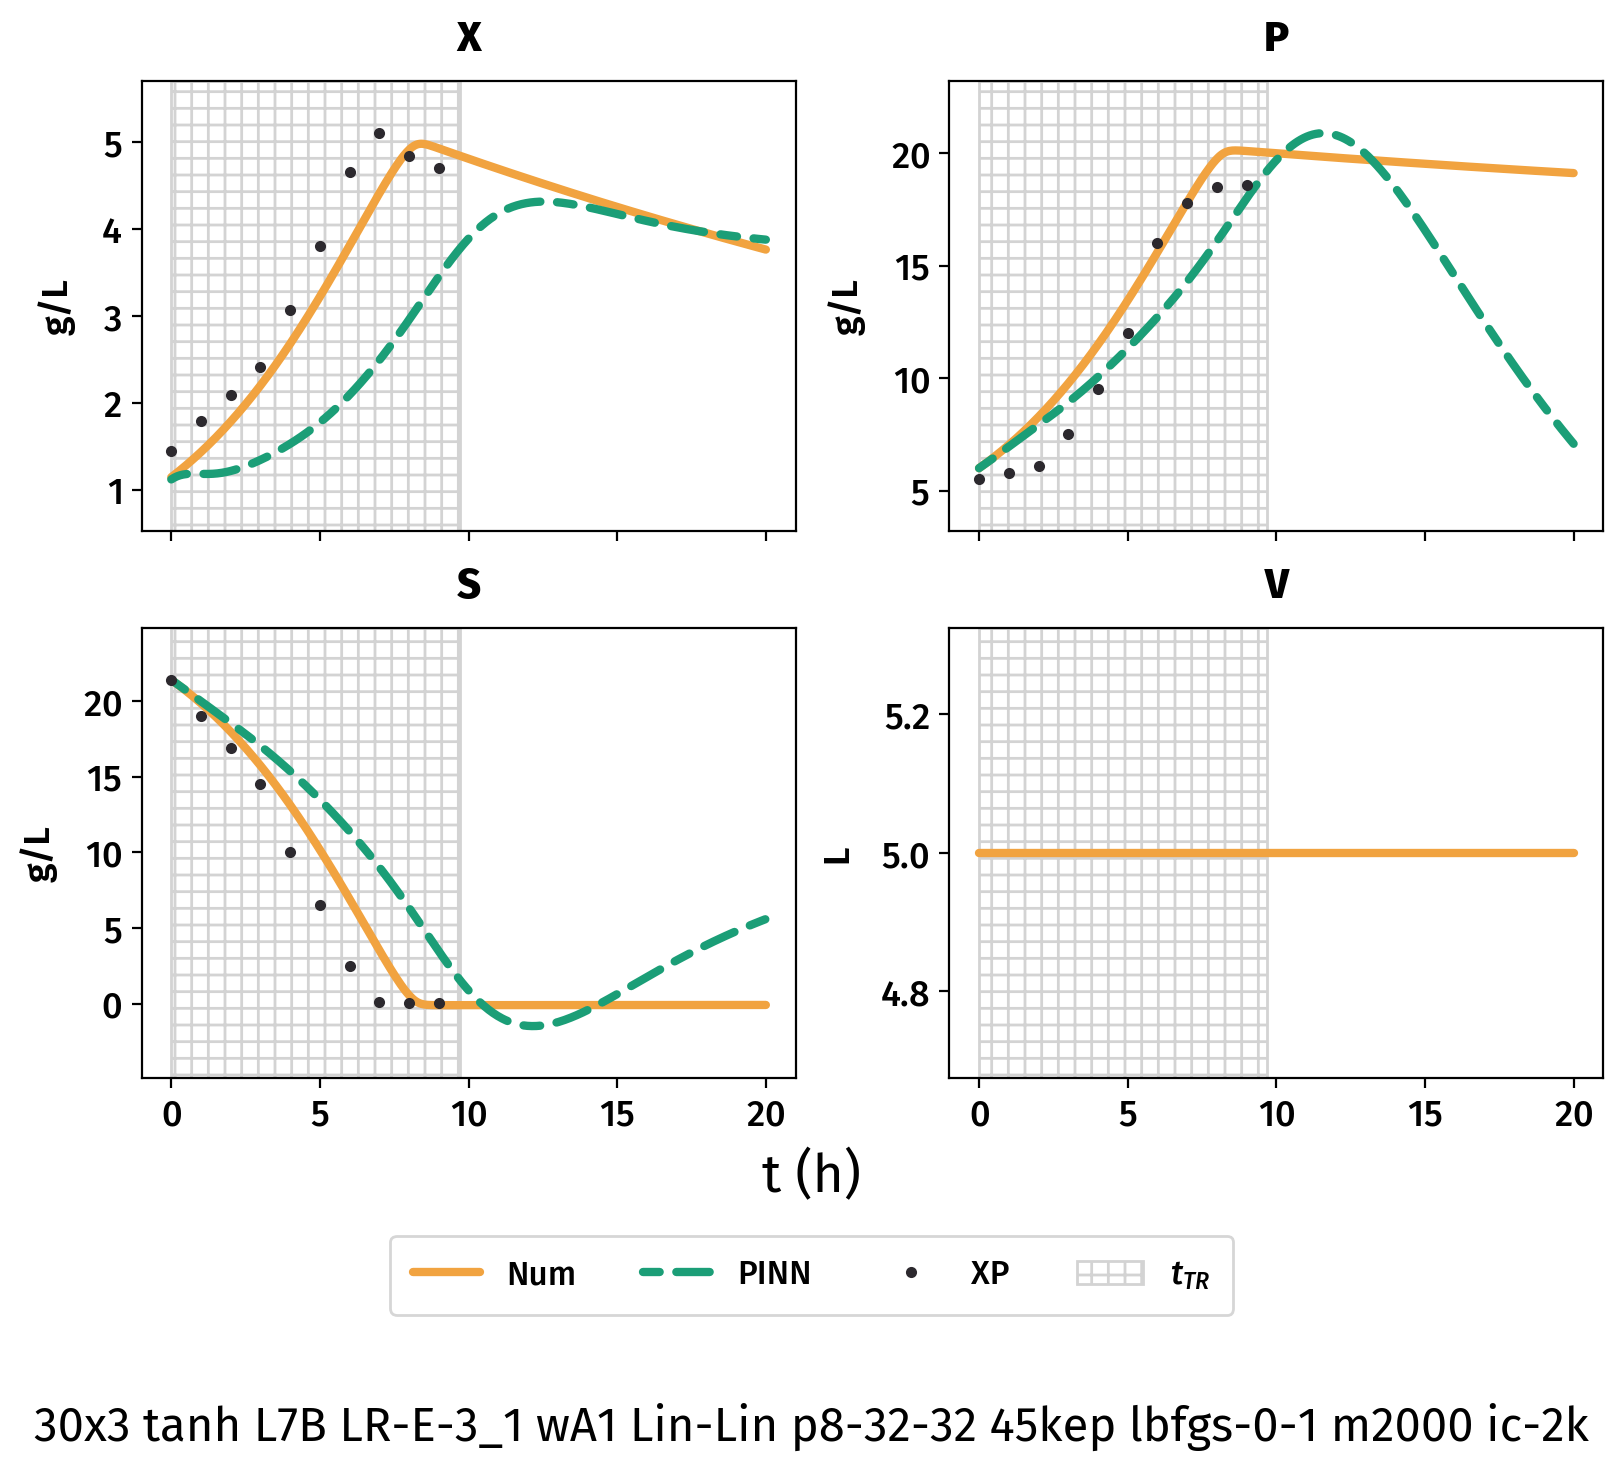 X
P
g/L
5
4
3
2
1
g/L
20
15
10
5
S
V
g/L
20
15
10
5
0
0 5 10 15 20
L
5.2
5.0
4.8
0 5 10 15 20
t (h)
Num PINN XP tTR
30x3 tanh L7B LR-E-3_1 wA1 Lin-Lin p8-32-32 45kep lbfgs-0-1 m2000 ic-2k